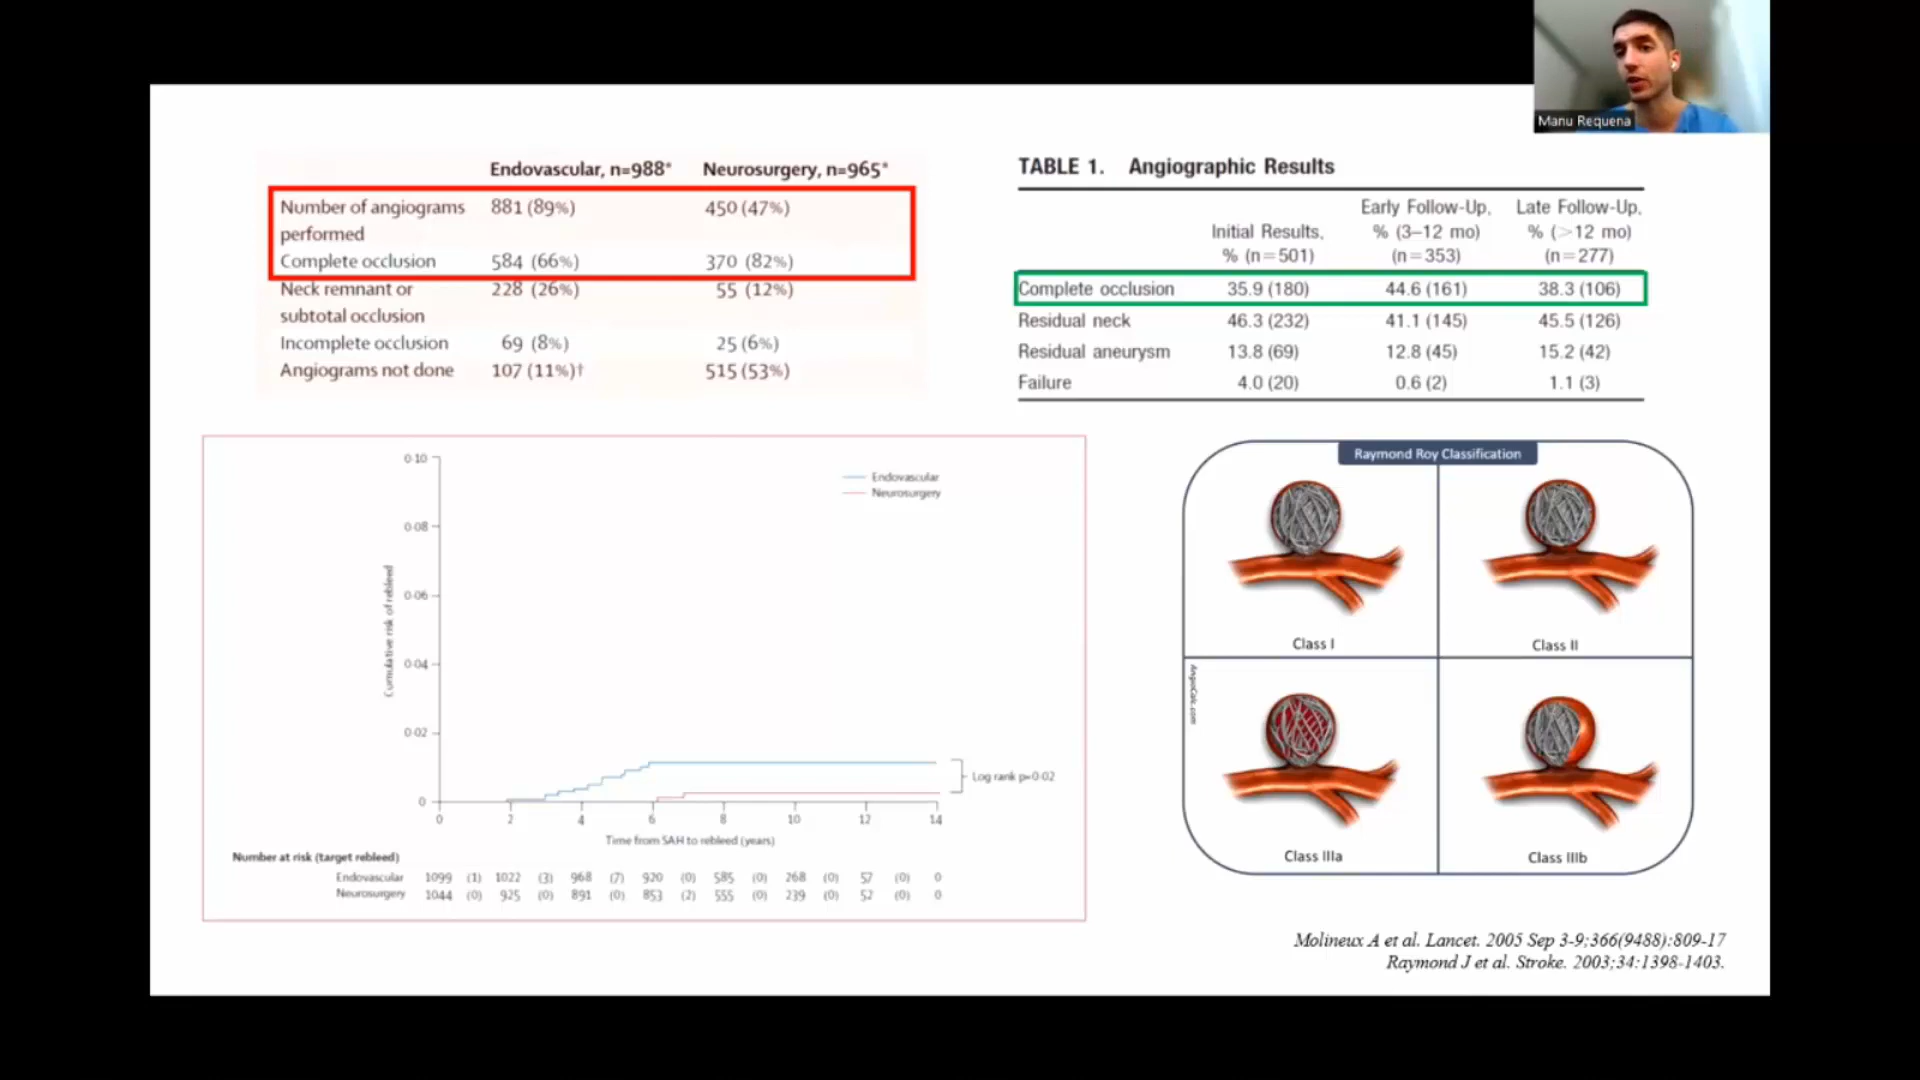 Manu Requena
Endovascular, n=988* Neurosurgery, n=965*
Number of angiograms 881 (89%) 450 (47%)
performed
Complete occlusion 584 (66%) 370 (82%)
Neck remnant or 228 (26%) 55 (12%)
subtotal occlusion
Incomplete occlusion 69 (8%) 25 (6%)
Angiograms not done 107 (11%)† 515 (53%)
TABLE 1. Angiographic Results
Early Follow-Up, Late Follow-Up,
Initial Results, % (3–12 mo) % (>12 mo)
% (n=501) (n=353) (n=277)
Complete occlusion 35.9 (180) 44.6 (161) 38.3 (106)
Residual neck 46.3 (232) 41.1 (145) 45.5 (126)
Residual aneurysm 13.8 (69) 12.8 (45) 15.2 (42)
Failure 4.0 (20) 0.6 (2) 1.1 (3)
Cumulative risk of rebleed
0·10
0·08
0·06
0·04
0·02
0
Endovascular
Neurosurgery
Log rank p=0·02
0 2 4 6 8 10 12 14
Time from SAH to rebleed (years)
Number at risk (target rebleed)
Endovascular 1099 (1) 1022 (3) 968 (7) 920 (0) 585 (0) 268 (0) 57 (0) 0
Neurosurgery 1044 (0) 925 (0) 891 (0) 853 (2) 555 (0) 239 (0) 52 (0) 0
Raymond Roy Classification
Class I Class II
AngioCalc.com
Class IIIa Class IIIb
Molineux A et al. Lancet. 2005 Sep 3-9;366(9488):809-17
Raymond J et al. Stroke. 2003;34:1398-1403.